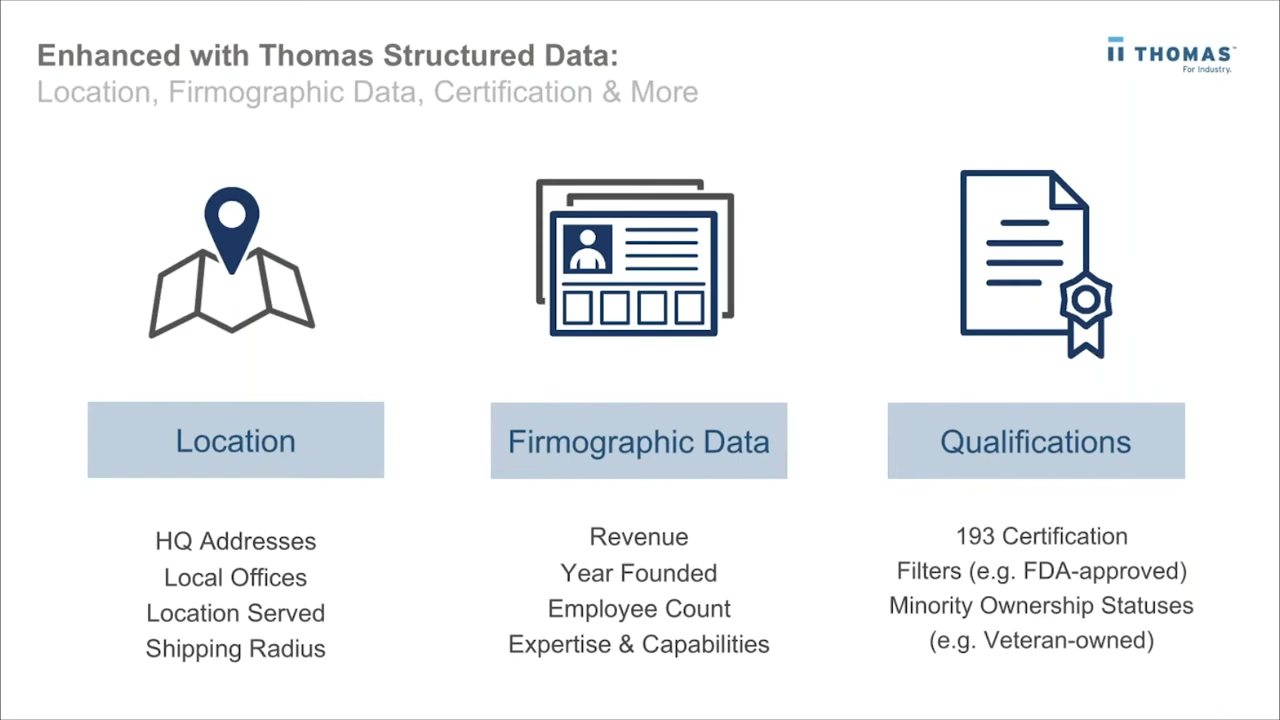 Enhanced with Thomas Structured Data:
Location, Firmographic Data, Certification & More
THOMAS™
For Industry.
Location
HQ Addresses
Local Offices
Location Served
Shipping Radius
Firmographic Data
Revenue
Year Founded
Employee Count
Expertise & Capabilities
Qualifications
193 Certification
Filters (e.g. FDA-approved)
Minority Ownership Statuses
(e.g. Veteran-owned)